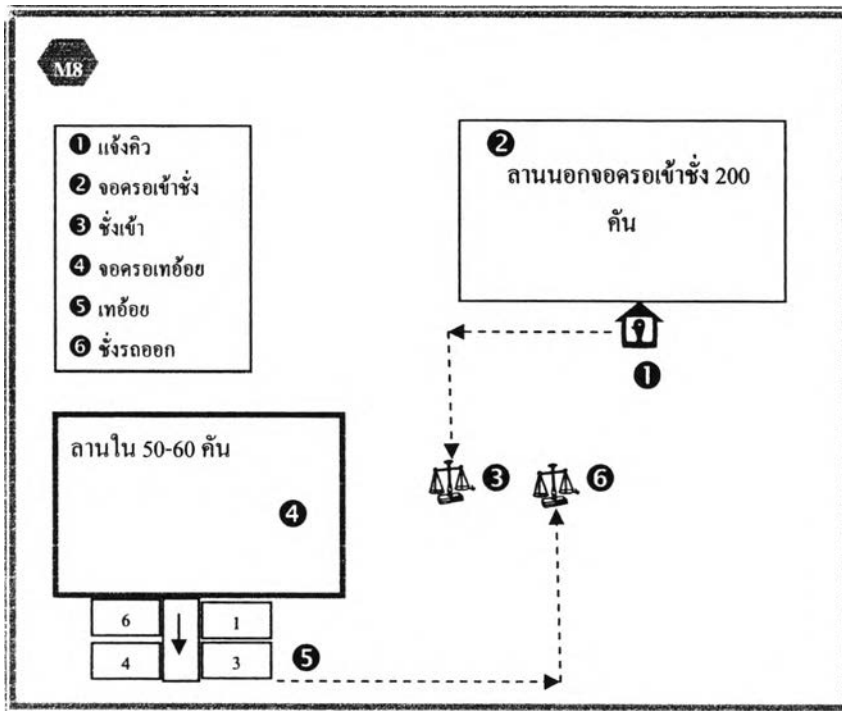 M8
❶ แจ้งคิว
❷ จอดรอเข้าชั่ง
❸ ชั่งเข้า
❹ จอดรอเทอ้อย
❺ เทอ้อย
❻ ชั่งรถออก
❷
ลานนอกจอดรอเข้าชั่ง 200
คัน
❶
❸
❻
ลานใน 50-60 คัน
❹
6
1
4
3
❺